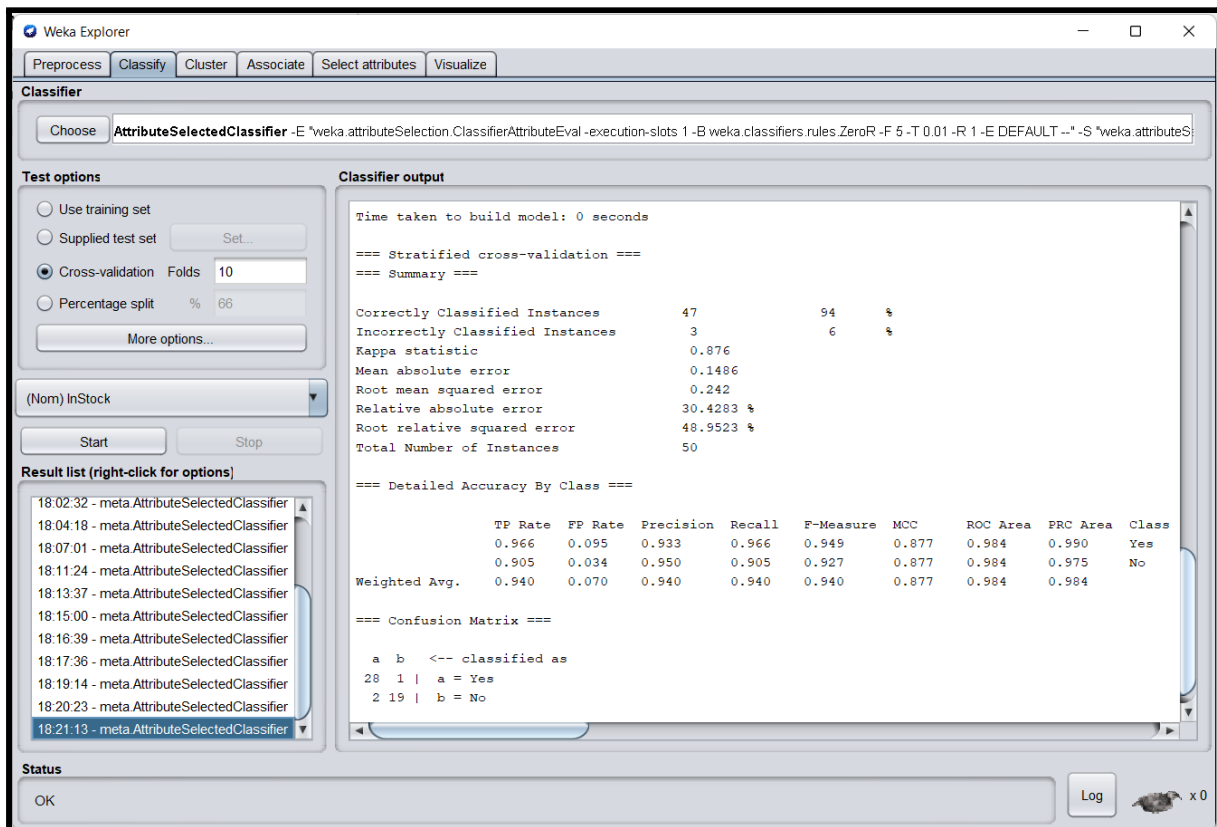 Weka Explorer
Preprocess Classify Cluster Associate Select attributes Visualize
Classifier
Choose AttributeSelectedClassifier -E "weka.attributeSelection.ClassifierAttributeEval -execution-slots 1 -B weka.classifiers.rules.ZeroR -F 5 -T 0.01 -R 1 -E DEFAULT --" -S "weka.attributeS
Test options
Use training set
Supplied test set Set...
Cross-validation Folds 10
Percentage split % 66
More options...
(Nom) InStock
Start Stop
Result list (right-click for options)
18:02:32 - meta.AttributeSelectedClassifier
18:04:18 - meta.AttributeSelectedClassifier
18:07:01 - meta.AttributeSelectedClassifier
18:11:24 - meta.AttributeSelectedClassifier
18:13:37 - meta.AttributeSelectedClassifier
18:15:00 - meta.AttributeSelectedClassifier
18:16:39 - meta.AttributeSelectedClassifier
18:17:36 - meta.AttributeSelectedClassifier
18:19:14 - meta.AttributeSelectedClassifier
18:20:23 - meta.AttributeSelectedClassifier
18:21:13 - meta.AttributeSelectedClassifier
Classifier output
Time taken to build model: 0 seconds
=== Stratified cross-validation ===
=== Summary ===
Correctly Classified Instances 47 94 %
Incorrectly Classified Instances 3 6 %
Kappa statistic 0.876
Mean absolute error 0.1486
Root mean squared error 0.242
Relative absolute error 30.4283 %
Root relative squared error 48.9523 %
Total Number of Instances 50
=== Detailed Accuracy By Class ===
TP Rate FP Rate Precision Recall F-Measure MCC ROC Area PRC Area Class
0.966 0.095 0.933 0.966 0.949 0.877 0.984 0.990 Yes
0.905 0.034 0.950 0.905 0.927 0.877 0.984 0.975 No
Weighted Avg. 0.940 0.070 0.940 0.940 0.940 0.877 0.984 0.984
=== Confusion Matrix ===
a b <-- classified as
28 1 | a = Yes
2 19 | b = No
Status
OK
Log
x 0